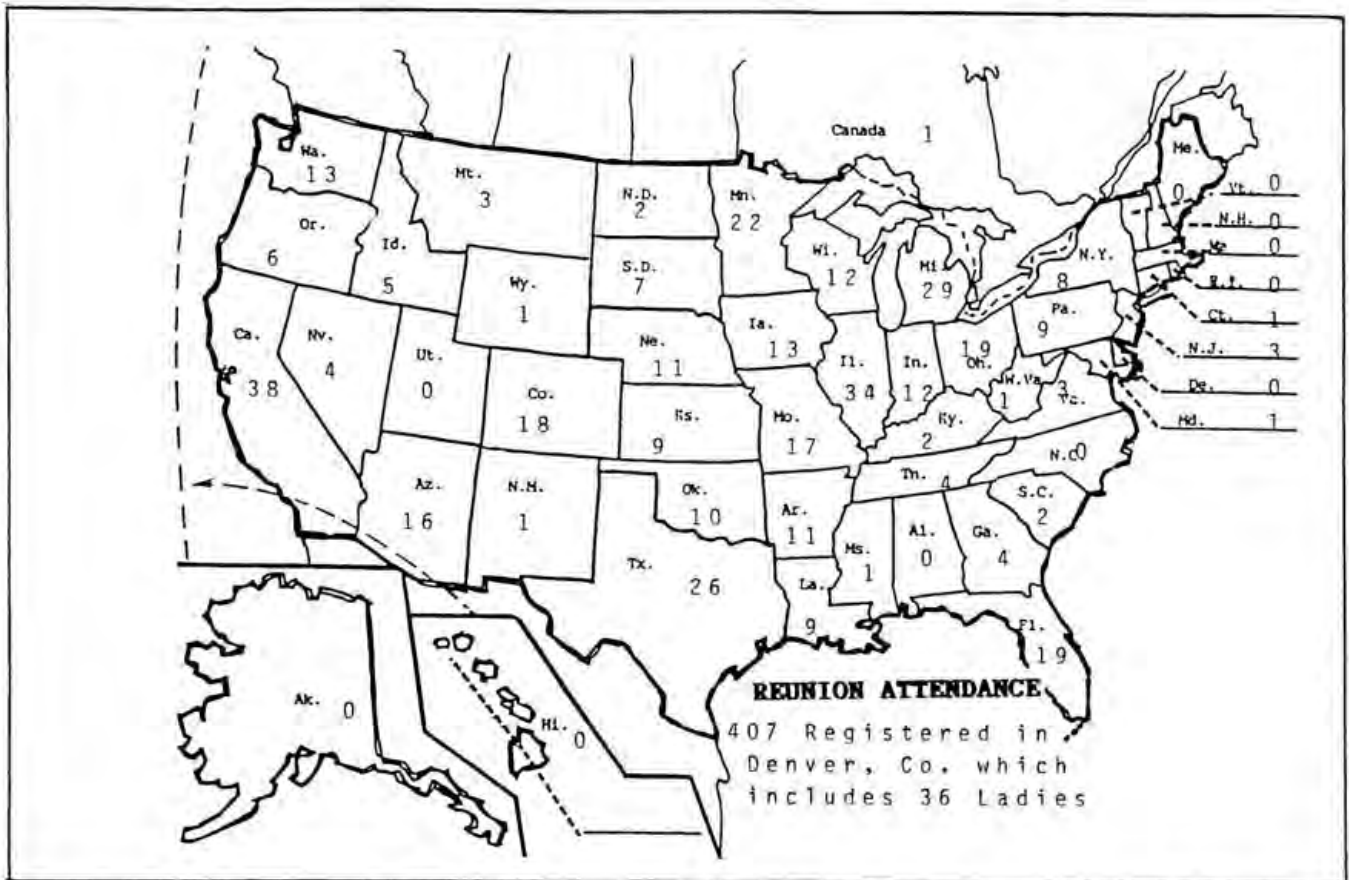 Canada 1
Wa.
13
Mt.
3
N.D.
2
Mn.
22
Me.
0
Vt. 0
N.H. 0
Ma 0
R.I. 0
Ct. 1
N.J. 3
De. 0
Md. 1
Or.
6
Id.
5
Wy.
1
S.D.
7
Wi.
12
Mi.
29
N.Y.
8
Pa.
9
Ca.
38
Nv.
4
Ut.
0
Co.
18
Ne.
11
Ia.
13
Il.
34
In.
12
19
Oh.
W.Va
1
3
Va.
Ks.
9
Mo.
17
Ky.
2
Az.
16
N.M.
1
Ok.
10
Ar.
11
Tn. 4
N.C 0
S.C.
2
Tx.
26
La.
9
Ms.
1
Al.
0
Ga.
4
Fl.
19
Ak. 0
Hi. 0
REUNION ATTENDANCE
407 Registered in
Denver, Co. which
includes 36 Ladies